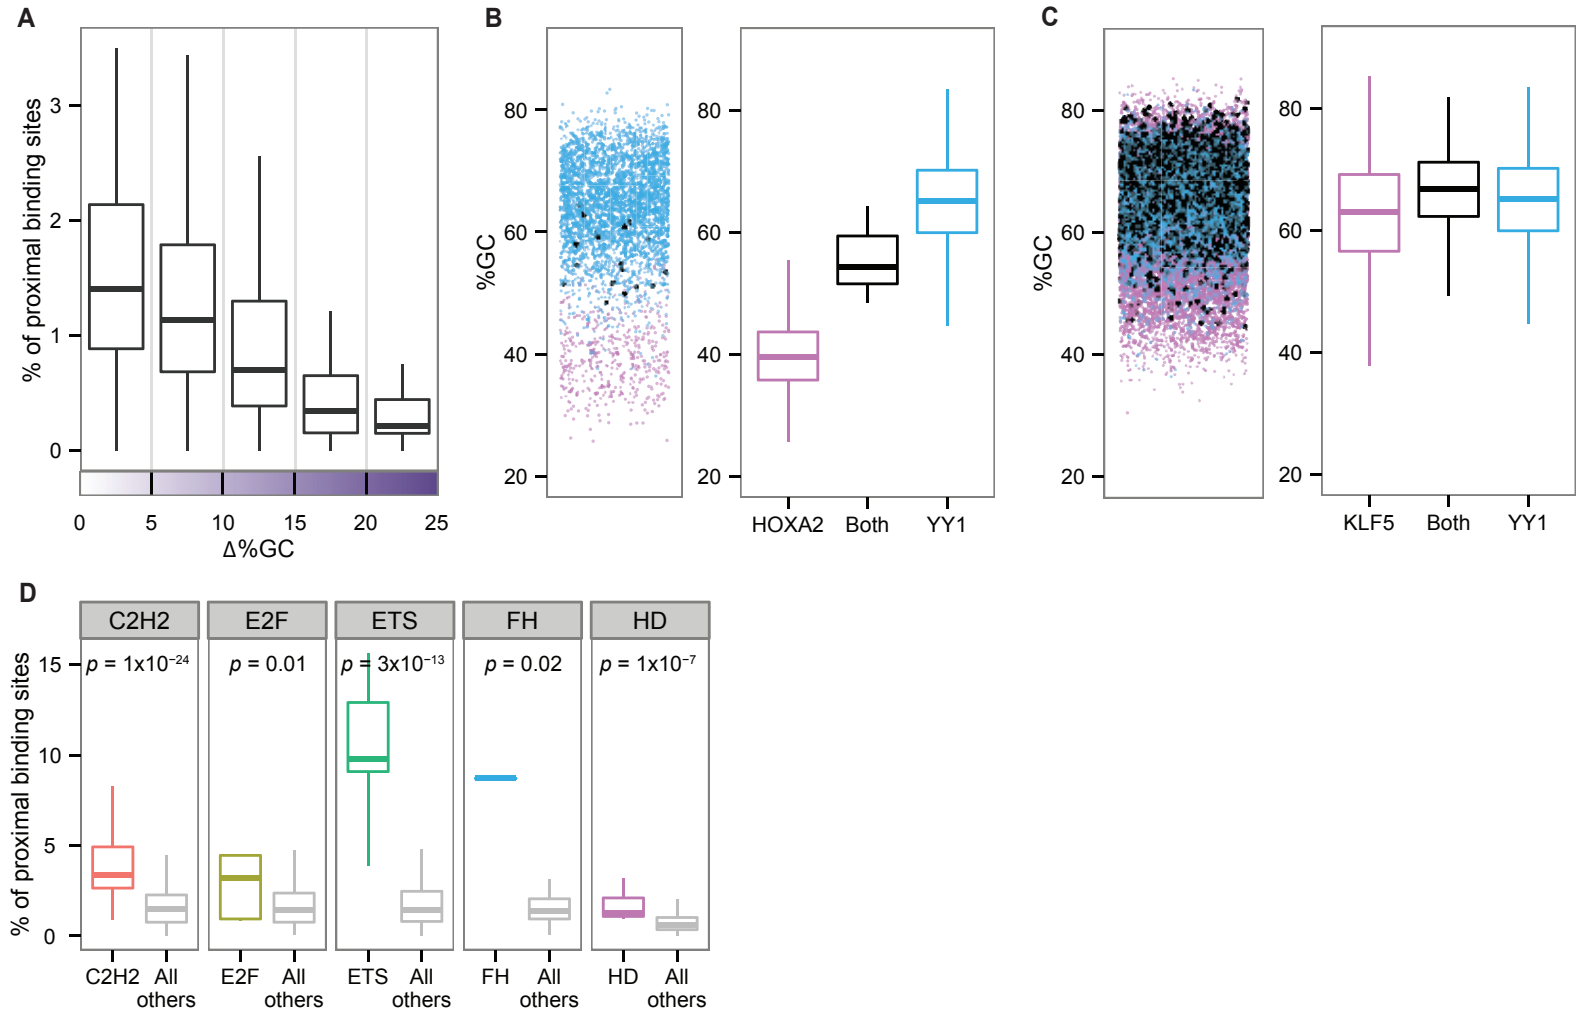 A
% of proximal binding sites
3
2
1
0
0 5 10 15 20 25
Δ%GC
B
%GC
80
60
40
20
80
60
40
20
HOXA2 Both YY1
C
%GC
80
60
40
20
80
60
40
20
KLF5 Both YY1
D
% of proximal binding sites
15
10
5
0
C2H2 E2F ETS FH HD
p = 1x10⁻²⁴ p = 0.01 p = 3x10⁻¹³ p = 0.02 p = 1x10⁻⁷
C2H2 All E2F All ETS All FH All HD All
others others others others others